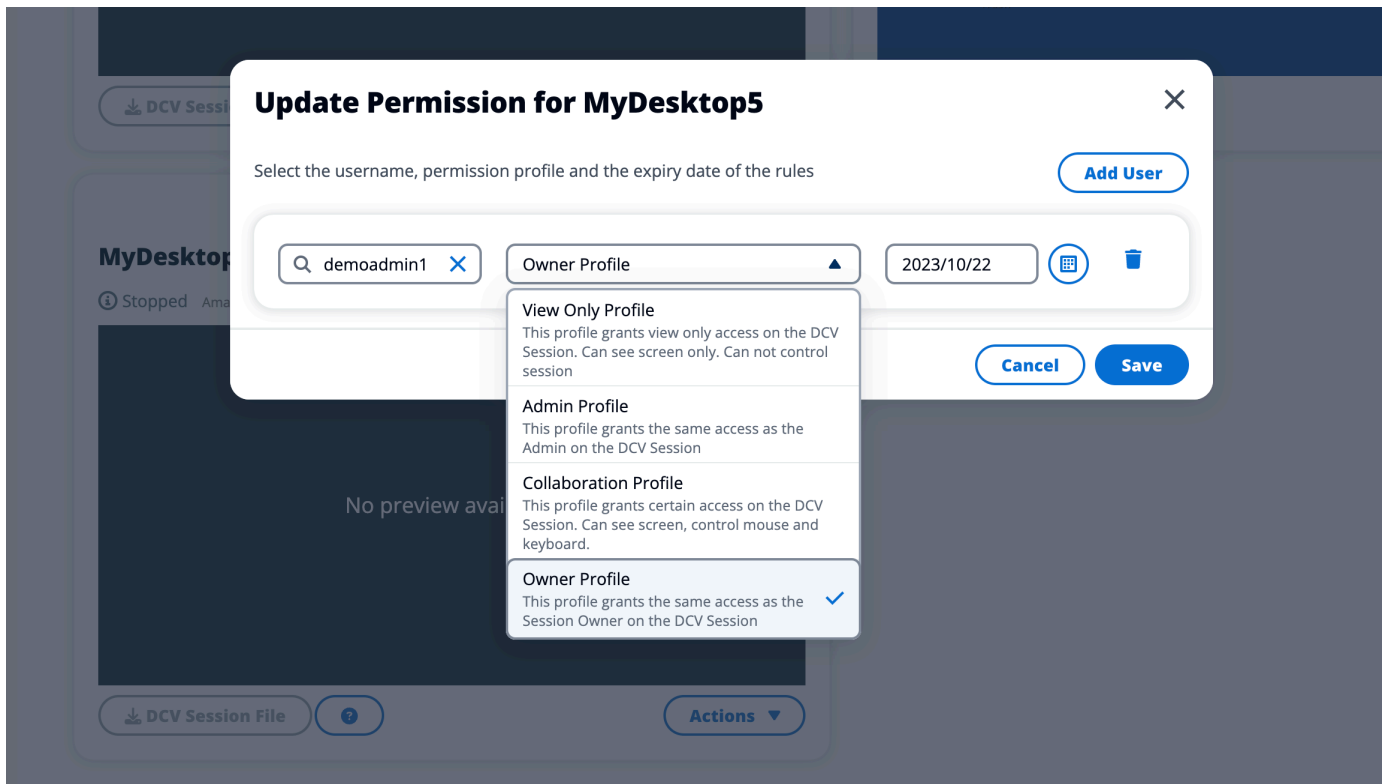 DCV Sessi
Update Permission for MyDesktop5
Select the username, permission profile and the expiry date of the rules
Add User
demoadmin1
Owner Profile
2023/10/22
View Only Profile
This profile grants view only access on the DCV
Session. Can see screen only. Can not control
session
Admin Profile
This profile grants the same access as the
Admin on the DCV Session
Collaboration Profile
This profile grants certain access on the DCV
Session. Can see screen, control mouse and
keyboard.
Owner Profile
This profile grants the same access as the
Session Owner on the DCV Session
Cancel
Save
MyDesktop
Stopped Ama
No preview avai
DCV Session File
?
Actions